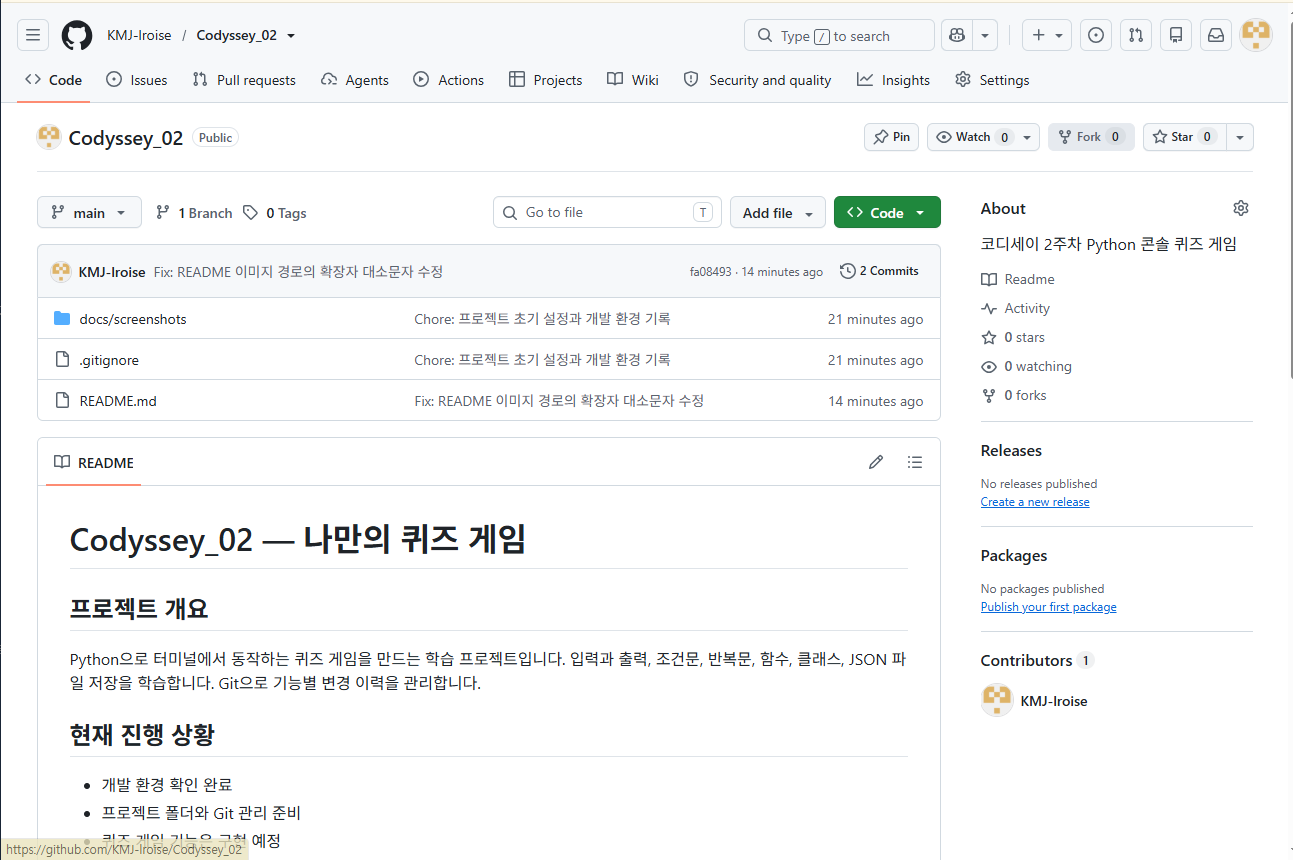 KMJ-Iroise / Codyssey_02
Type / to search
Code Issues Pull requests Agents Actions Projects Wiki Security and quality Insights Settings
Codyssey_02 Public
Pin Watch 0 Fork 0 Star 0
main 1 Branch 0 Tags Go to file T Add file Code
KMJ-Iroise Fix: README 이미지 경로의 확장자 대소문자 수정 fa08493 · 14 minutes ago 2 Commits
docs/screenshots Chore: 프로젝트 초기 설정과 개발 환경 기록 21 minutes ago
.gitignore Chore: 프로젝트 초기 설정과 개발 환경 기록 21 minutes ago
README.md Fix: README 이미지 경로의 확장자 대소문자 수정 14 minutes ago
README
Codyssey_02 — 나만의 퀴즈 게임
프로젝트 개요
Python으로 터미널에서 동작하는 퀴즈 게임을 만드는 학습 프로젝트입니다. 입력과 출력, 조건문, 반복문, 함수, 클래스, JSON 파
일 저장을 학습합니다. Git으로 기능별 변경 이력을 관리합니다.
현재 진행 상황
개발 환경 확인 완료
프로젝트 폴더와 Git 관리 준비
퀴즈 게임 기능은 구현 예정
https://github.com/KMJ-Iroise/Codyssey_02
About
코디세이 2주차 Python 콘솔 퀴즈 게임
Readme
Activity
0 stars
0 watching
0 forks
Releases
No releases published
Create a new release
Packages
No packages published
Publish your first package
Contributors 1
KMJ-Iroise